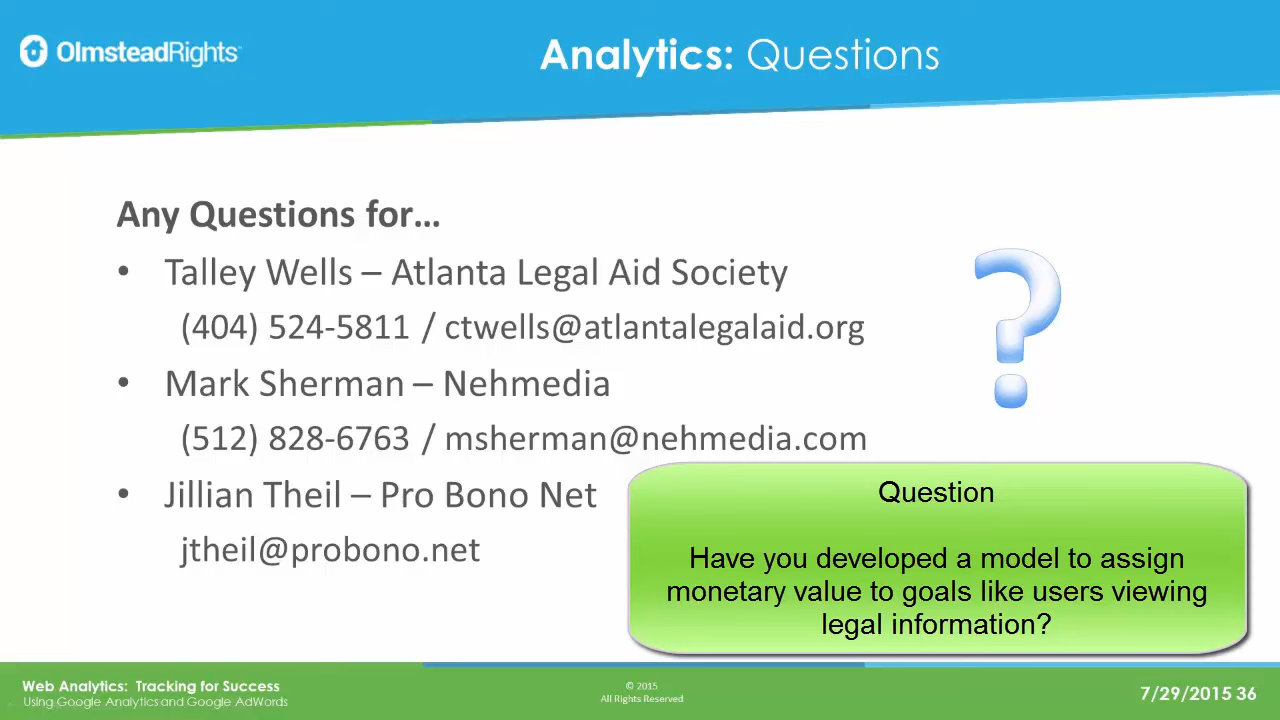 OlmsteadRights
Analytics: Questions
Any Questions for…
• Talley Wells – Atlanta Legal Aid Society
(404) 524-5811 / ctwells@atlantalegalaid.org
• Mark Sherman – Nehmedia
(512) 828-6763 / msherman@nehmedia.com
• Jillian Theil – Pro Bono Net
jtheil@probono.net
?
Question
Have you developed a model to assign
monetary value to goals like users viewing
legal information?
Web Analytics: Tracking for Success
Using Google Analytics and Google AdWords
© 2015
All Rights Reserved
7/29/2015 36